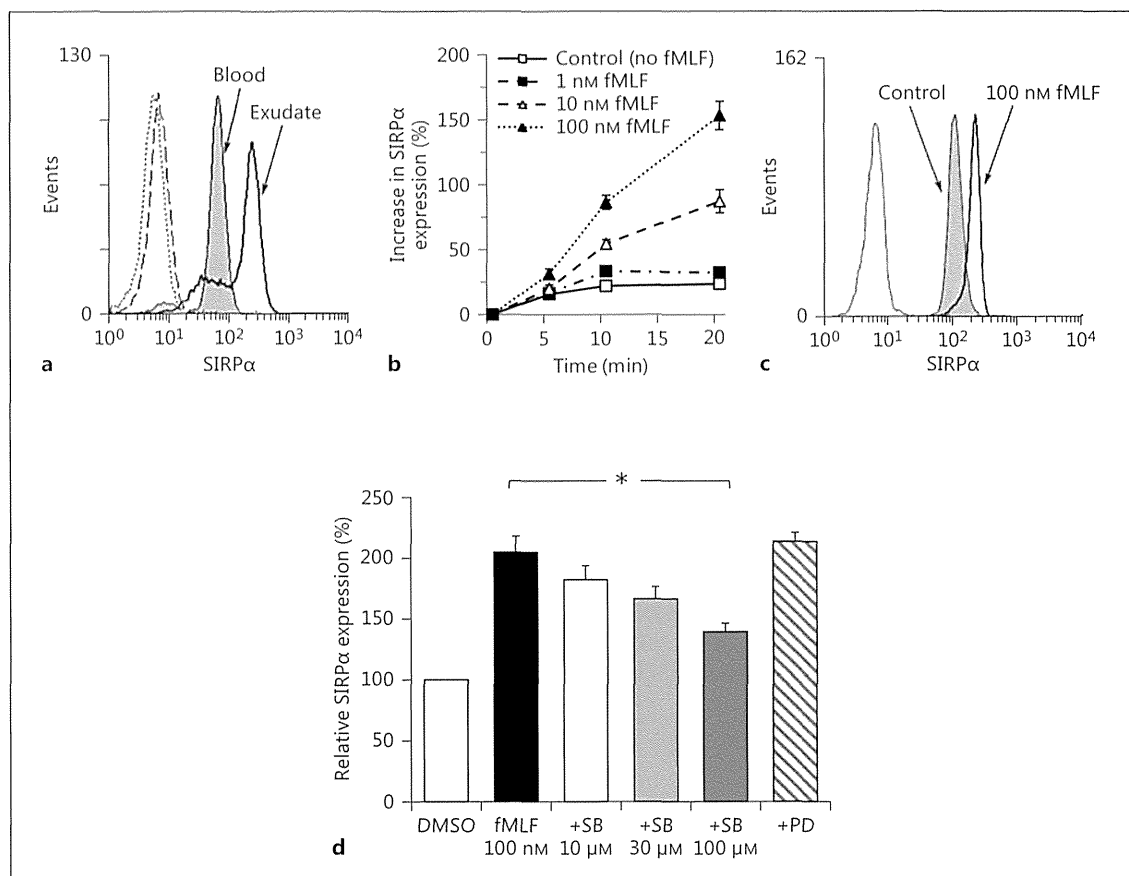 130
Blood
Exudate
Events
0
10⁰ 10¹ 10² 10³ 10⁴
SIRPα
a
200
150
100
50
0
Increase in SIRPα
expression (%)
Control (no fMLF)
1 nM fMLF
10 nM fMLF
100 nM fMLF
0 5 10 15 20
Time (min)
b
162
Control
100 nM fMLF
Events
0
10⁰ 10¹ 10² 10³ 10⁴
SIRPα
c
*
250
200
150
100
50
0
Relative SIRPα expression (%)
DMSO
fMLF
100 nM
+SB
10 µM
+SB
30 µM
+SB
100 µM
+PD
d